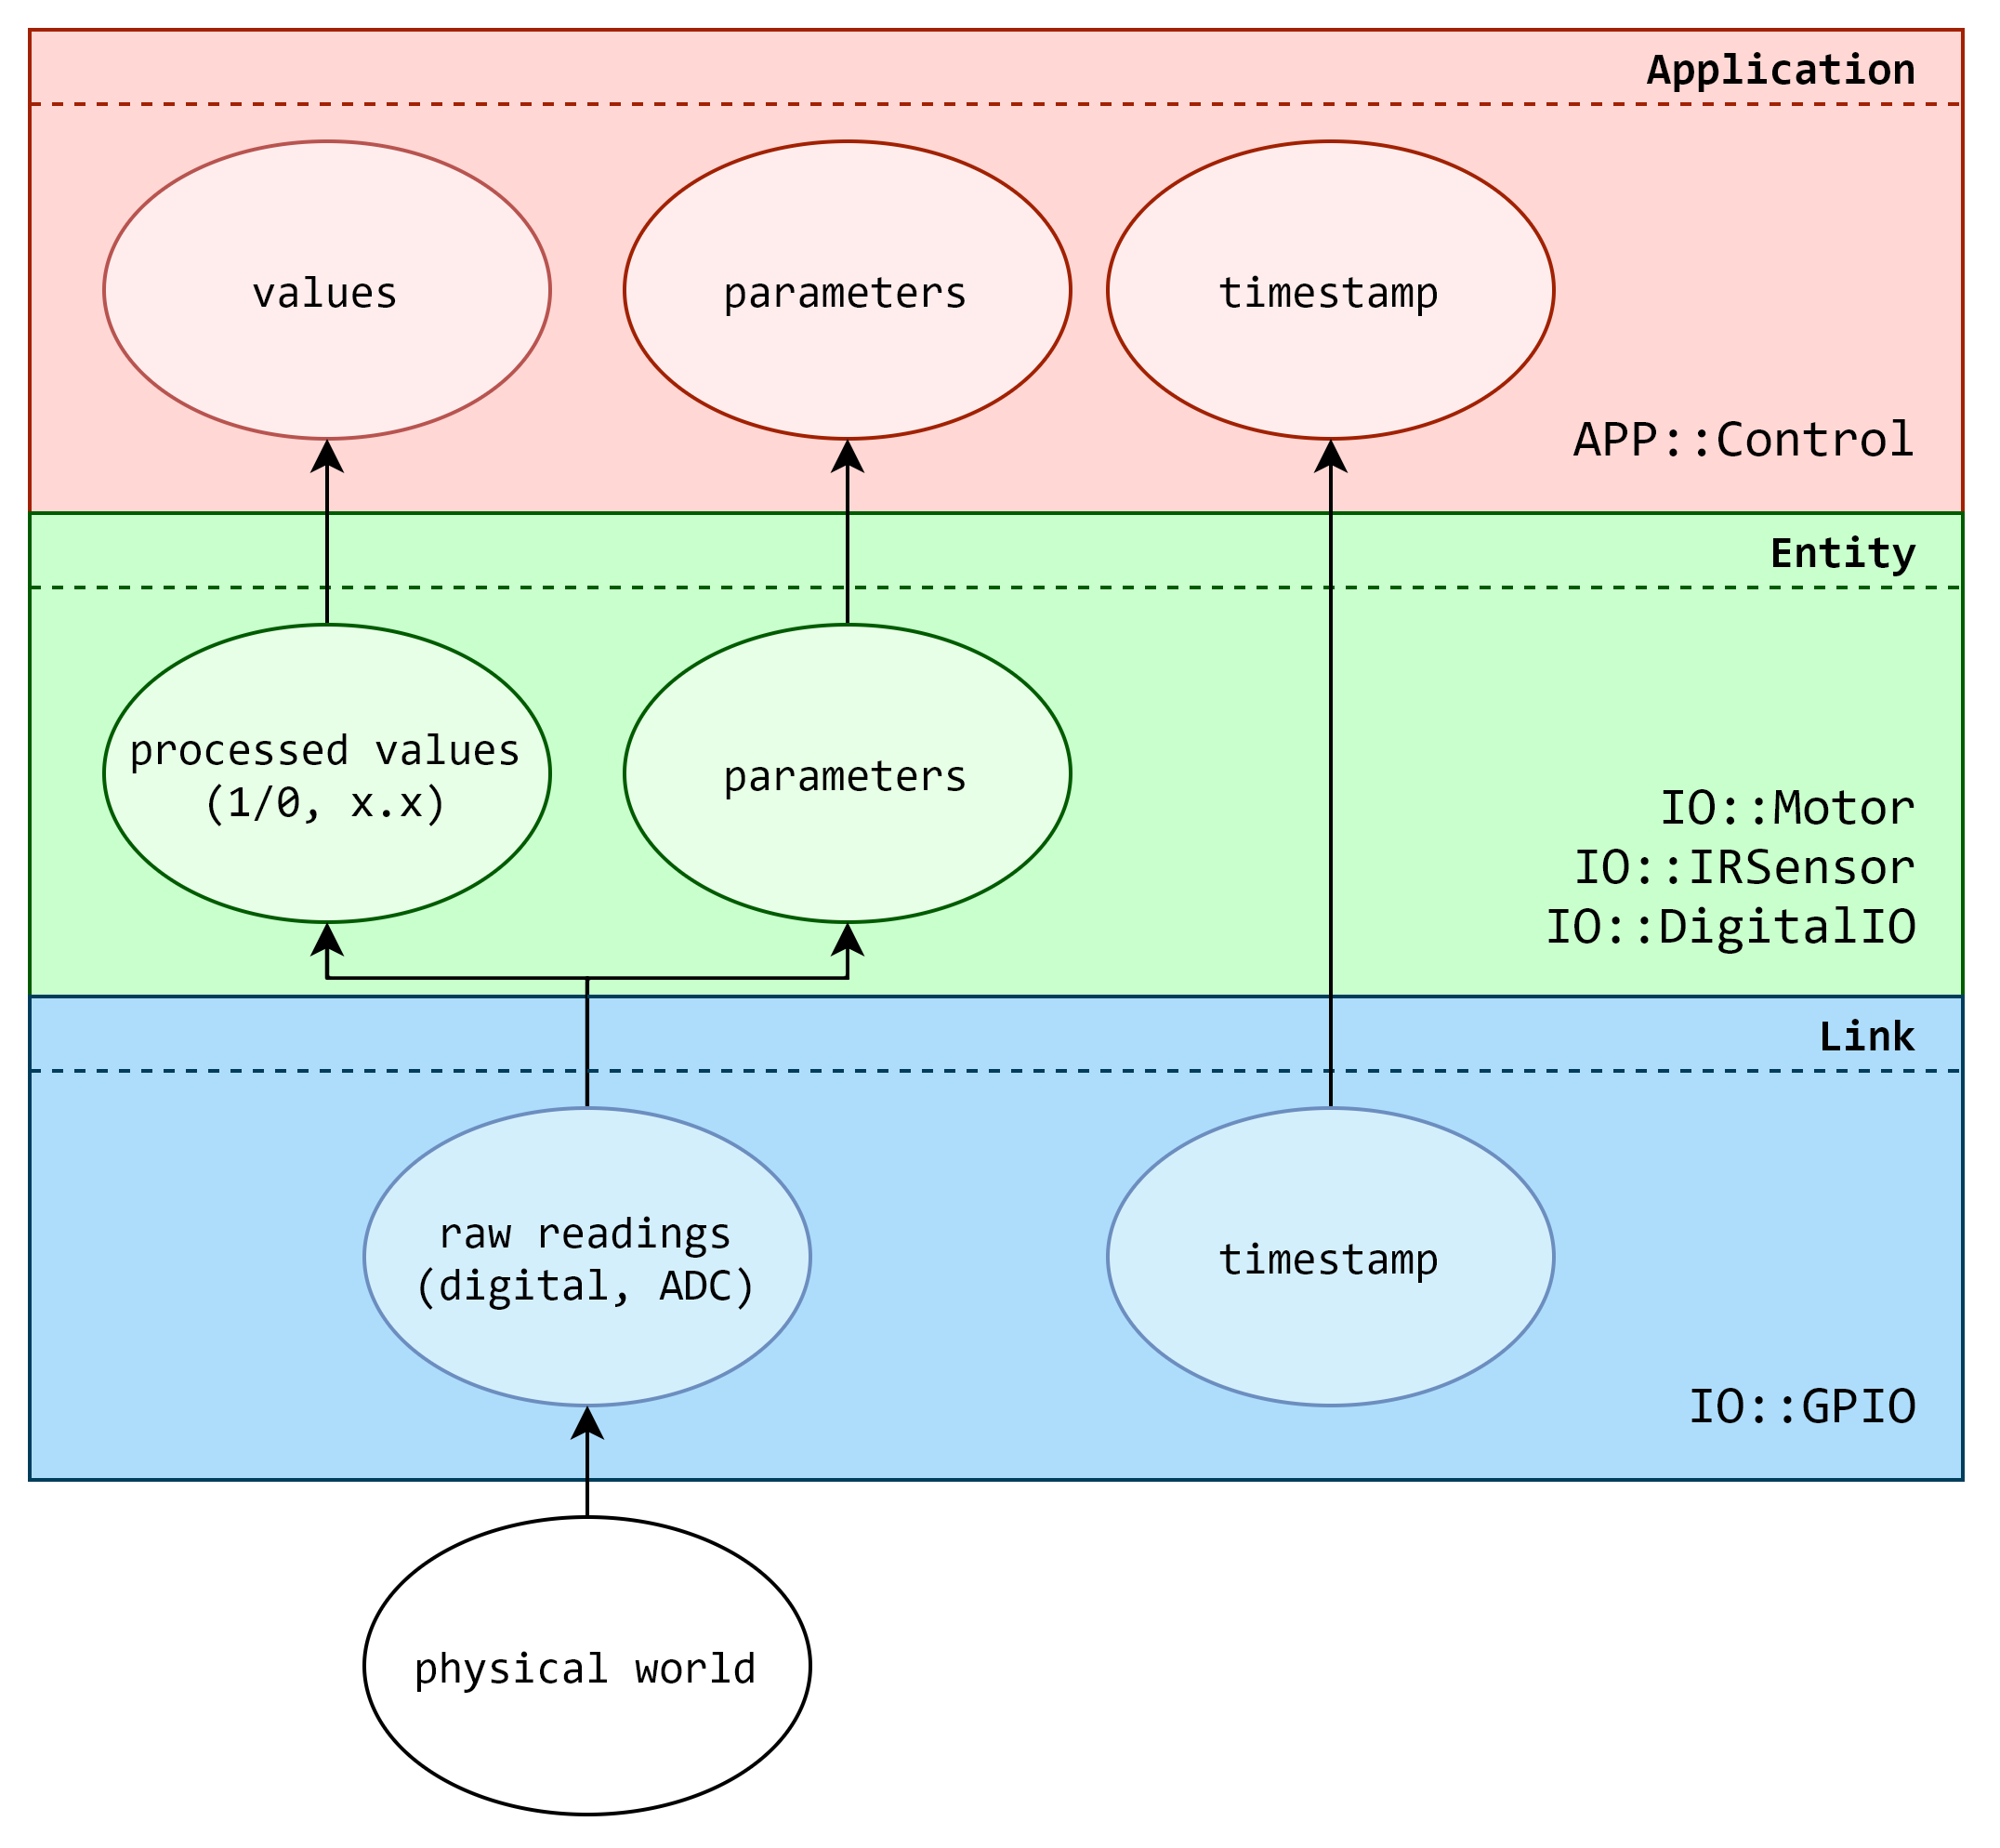 Application
values
parameters
timestamp
APP::Control
Entity
processed values
(1/0, x.x)
parameters
IO::Motor
IO::IRSensor
IO::DigitalIO
Link
raw readings
(digital, ADC)
timestamp
IO::GPIO
physical world